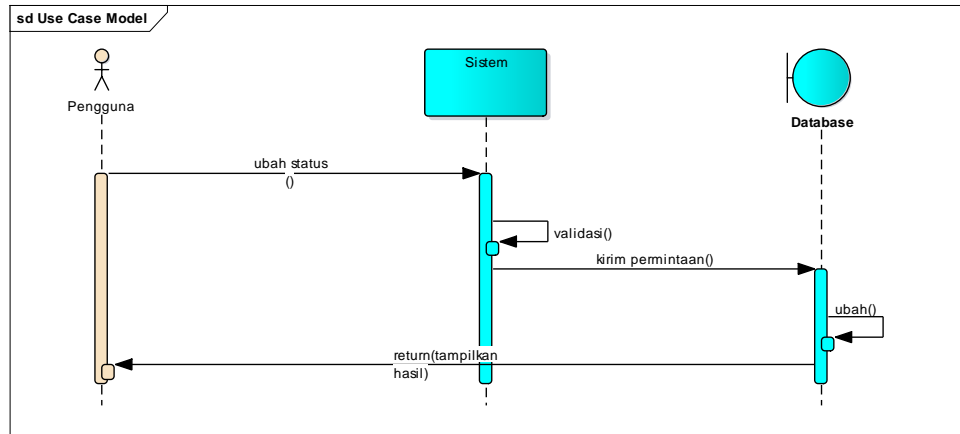 sd Use Case Model
Pengguna
Sistem
Database
ubah status
()
validasi()
kirim permintaan()
ubah()
return(tampilkan
hasil)